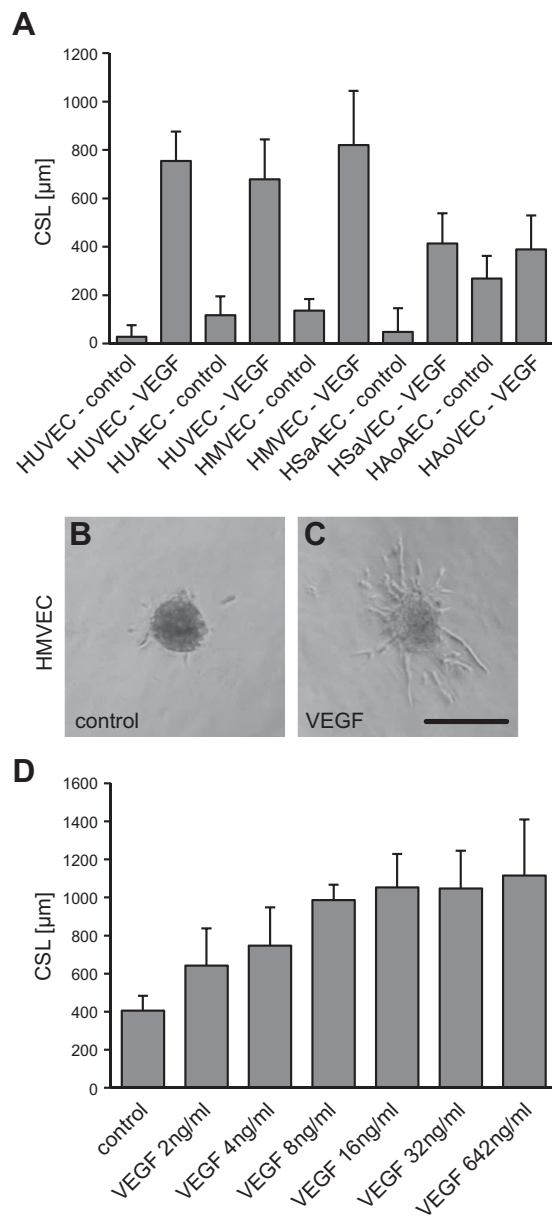 A
1200
1000
800
600
400
200
0
CSL [µm]
HUVEC - control
HUVEC - VEGF
HUAEC - control
HUVEC - VEGF
HMVEC - control
HMVEC - VEGF
HSaAEC - control
HSaVEC - VEGF
HAoAEC - control
HAoVEC - VEGF
B
C
HMVEC
control
VEGF
D
1600
1400
1200
1000
800
600
400
200
0
CSL [µm]
control
VEGF 2ng/ml
VEGF 4ng/ml
VEGF 8ng/ml
VEGF 16ng/ml
VEGF 32ng/ml
VEGF 642ng/ml